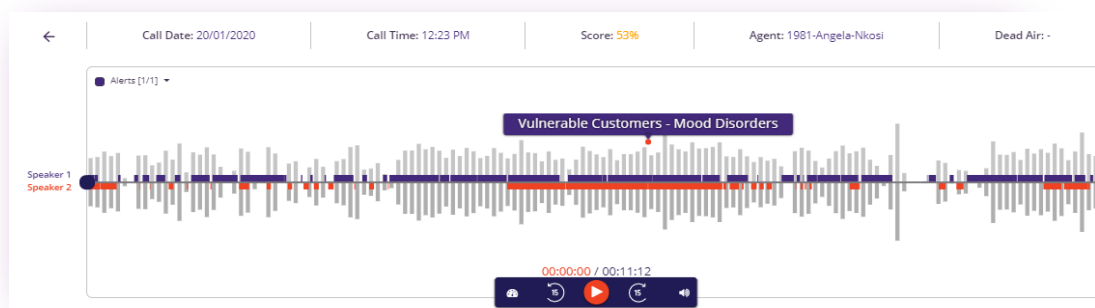 Call Date: 20/01/2020 Call Time: 12:23 PM Score: 53% Agent: 1981-Angela-Nkosi Dead Air: -
Alerts [1/1]
Vulnerable Customers - Mood Disorders
Speaker 1
Speaker 2
00:00:00 / 00:11:12
15 15